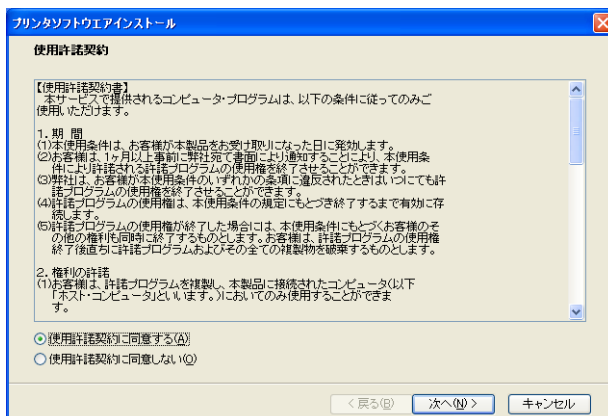 プリンタソフトウエアインストール
使用許諾契約
【使用許諾契約書】
本サービスで提供されるコンピュータ・プログラムは、以下の条件に従ってのみご
使用いただけます。
1. 期 間
(1)本使用条件は、お客様が本製品をお受け取りになった日に発効します。
(2)お客様は、1ヶ月以上事前に弊社宛て書面により通知することにより、本使用条
件により許諾される許諾プログラムの使用権を終了させることができます。
(3)弊社は、お客様が本使用条件のいずれかの条項に違反されたときはいつにても許
諾プログラムの使用権を終了させることができます。
(4)許諾プログラムの使用権は、本使用条件の規定にもとづき終了するまで有効に存
続します。
(5)許諾プログラムの使用権が終了した場合には、本使用条件にもとづくお客様のそ
の他の権利も同時に終了するものとします。お客様は、許諾プログラムの使用権
終了後直ちに許諾プログラムおよびその全ての複製物を破棄するものとします。
2. 権利の許諾
(1)お客様は、許諾プログラムを複製し、本製品に接続されたコンピュータ(以下
「ホスト・コンピュータ」といいます。)においてのみ使用することができま
す。
使用許諾契約に同意する(A)
使用許諾契約に同意しない(O)
< 戻る(B) 次へ(N) > キャンセル